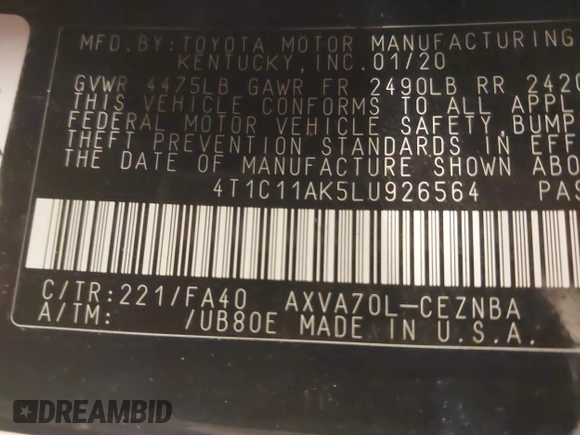 MFD.BY:TOYOTA MOTOR MANUFACTURING
KENTUCKY,INC.01/20
GVWR 4475LB GAWR FR 2490LB RR 2420
THIS VEHICLE CONFORMS TO ALL APPL
FEDERAL MOTOR VEHICLE SAFETY,BUMP
THEFT PREVENTION STANDARDS IN EFF
THE DATE OF MANUFACTURE SHOWN ABO
4T1C11AK5LU926564 PAS
C/TR:221/FA40 AXVA70L-CEZNBA
A/TM: /UB80E MADE IN U.S.A.
DREAMBID